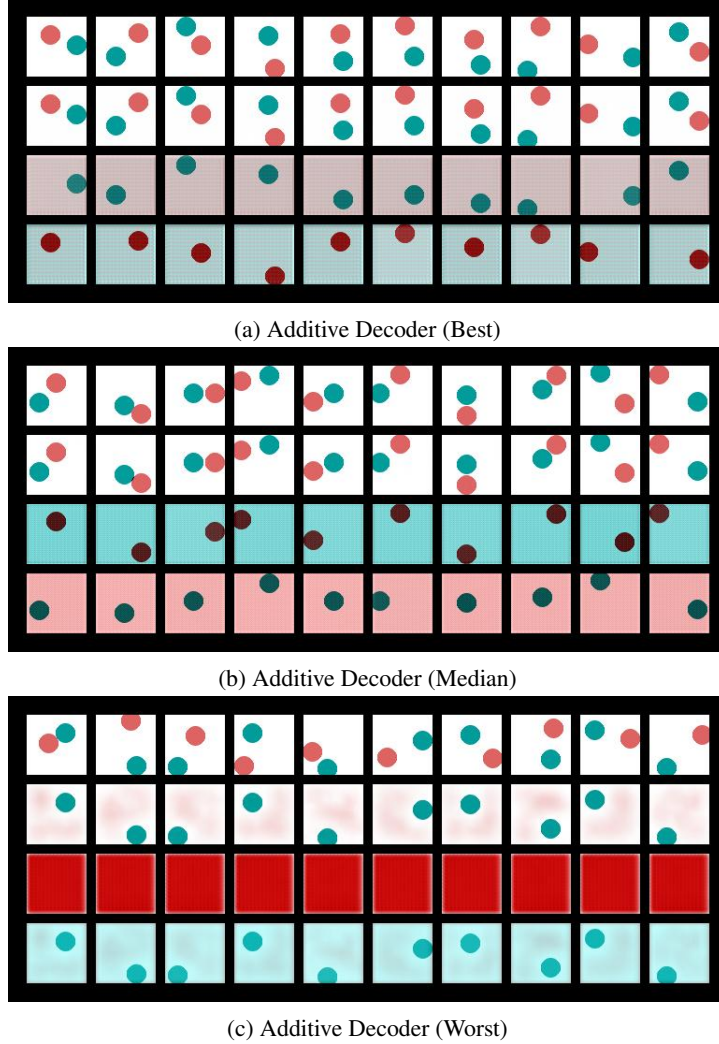 (a) Additive Decoder (Best)
(b) Additive Decoder (Median)
(c) Additive Decoder (Worst)